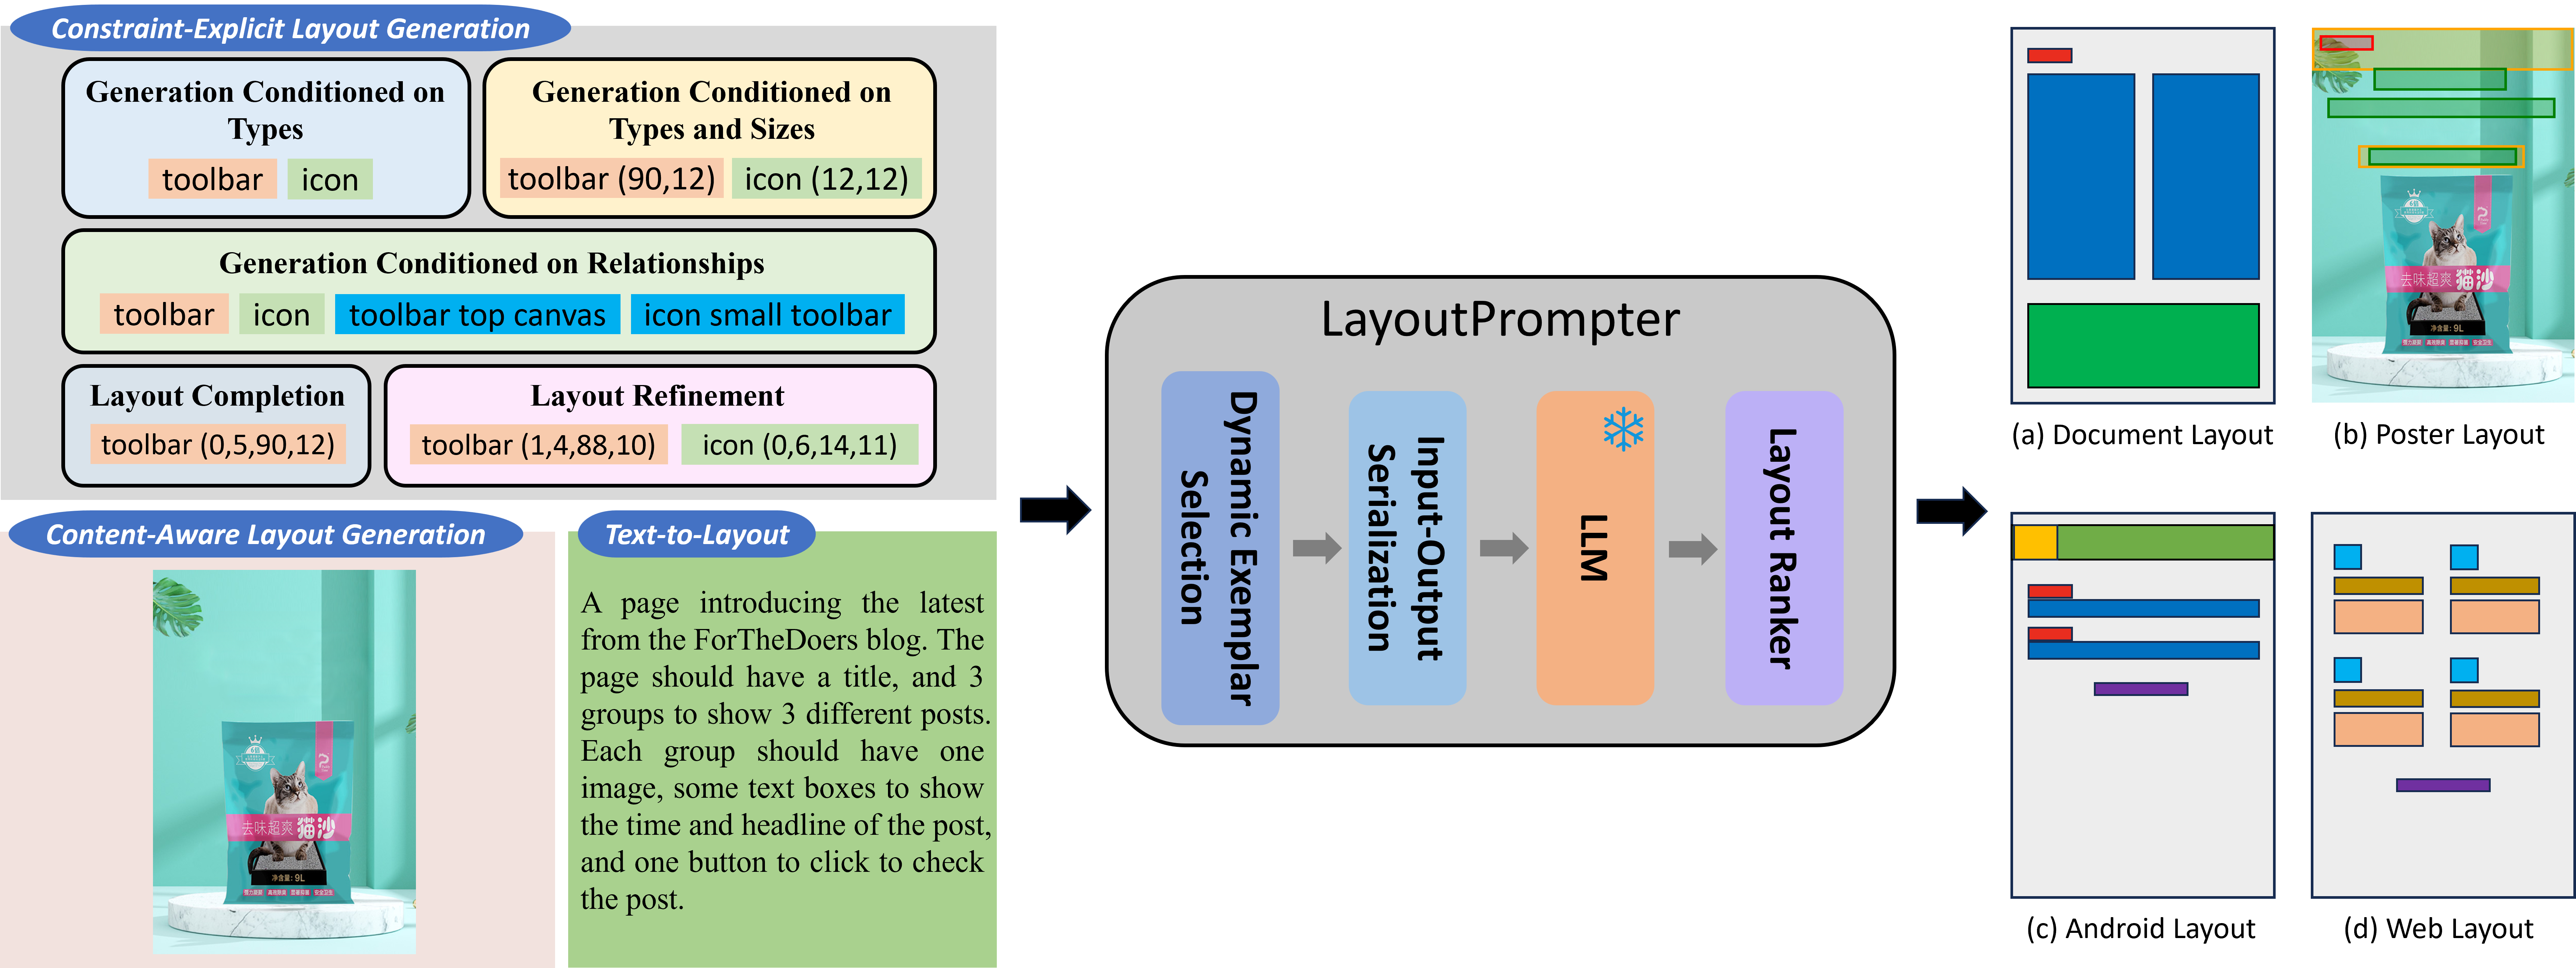 Constraint-Explicit Layout Generation
Generation Conditioned on
Types
toolbar icon
Generation Conditioned on
Types and Sizes
toolbar (90,12) icon (12,12)
Generation Conditioned on Relationships
toolbar icon toolbar top canvas icon small toolbar
Layout Completion
toolbar (0,5,90,12)
Layout Refinement
toolbar (1,4,88,10) icon (0,6,14,11)
Content-Aware Layout Generation
去味超爽 猫沙
净含量: 9L
Text-to-Layout
A page introducing the latest
from the ForTheDoers blog. The
page should have a title, and 3
groups to show 3 different posts.
Each group should have one
image, some text boxes to show
the time and headline of the post,
and one button to click to check
the post.
LayoutPrompter
Dynamic Exemplar
Selection
Input-Output
Serialization
LLM
Layout Ranker
(a) Document Layout
去味超爽 猫沙
净含量: 9L
(b) Poster Layout
(c) Android Layout
(d) Web Layout